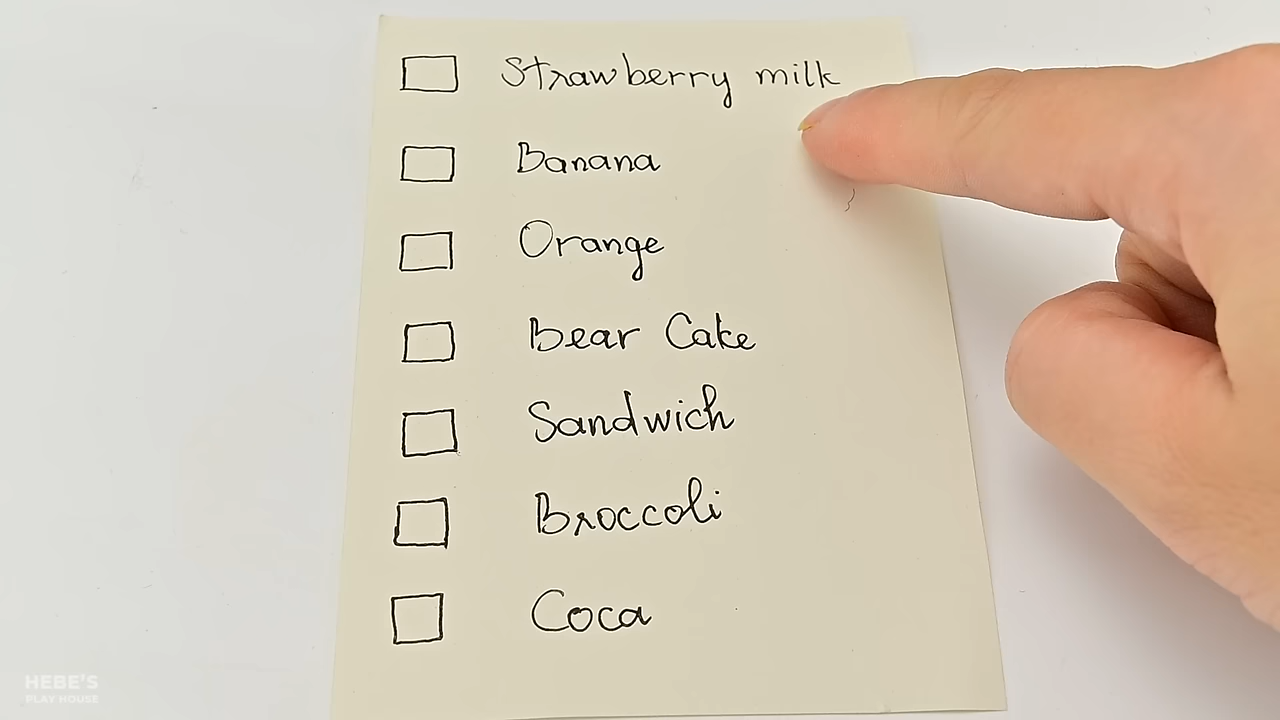 Strawberry milk
Banana
Orange
Bear Cake
Sandwich
Broccoli
Coca
HEBE'S
PLAY HOUSE